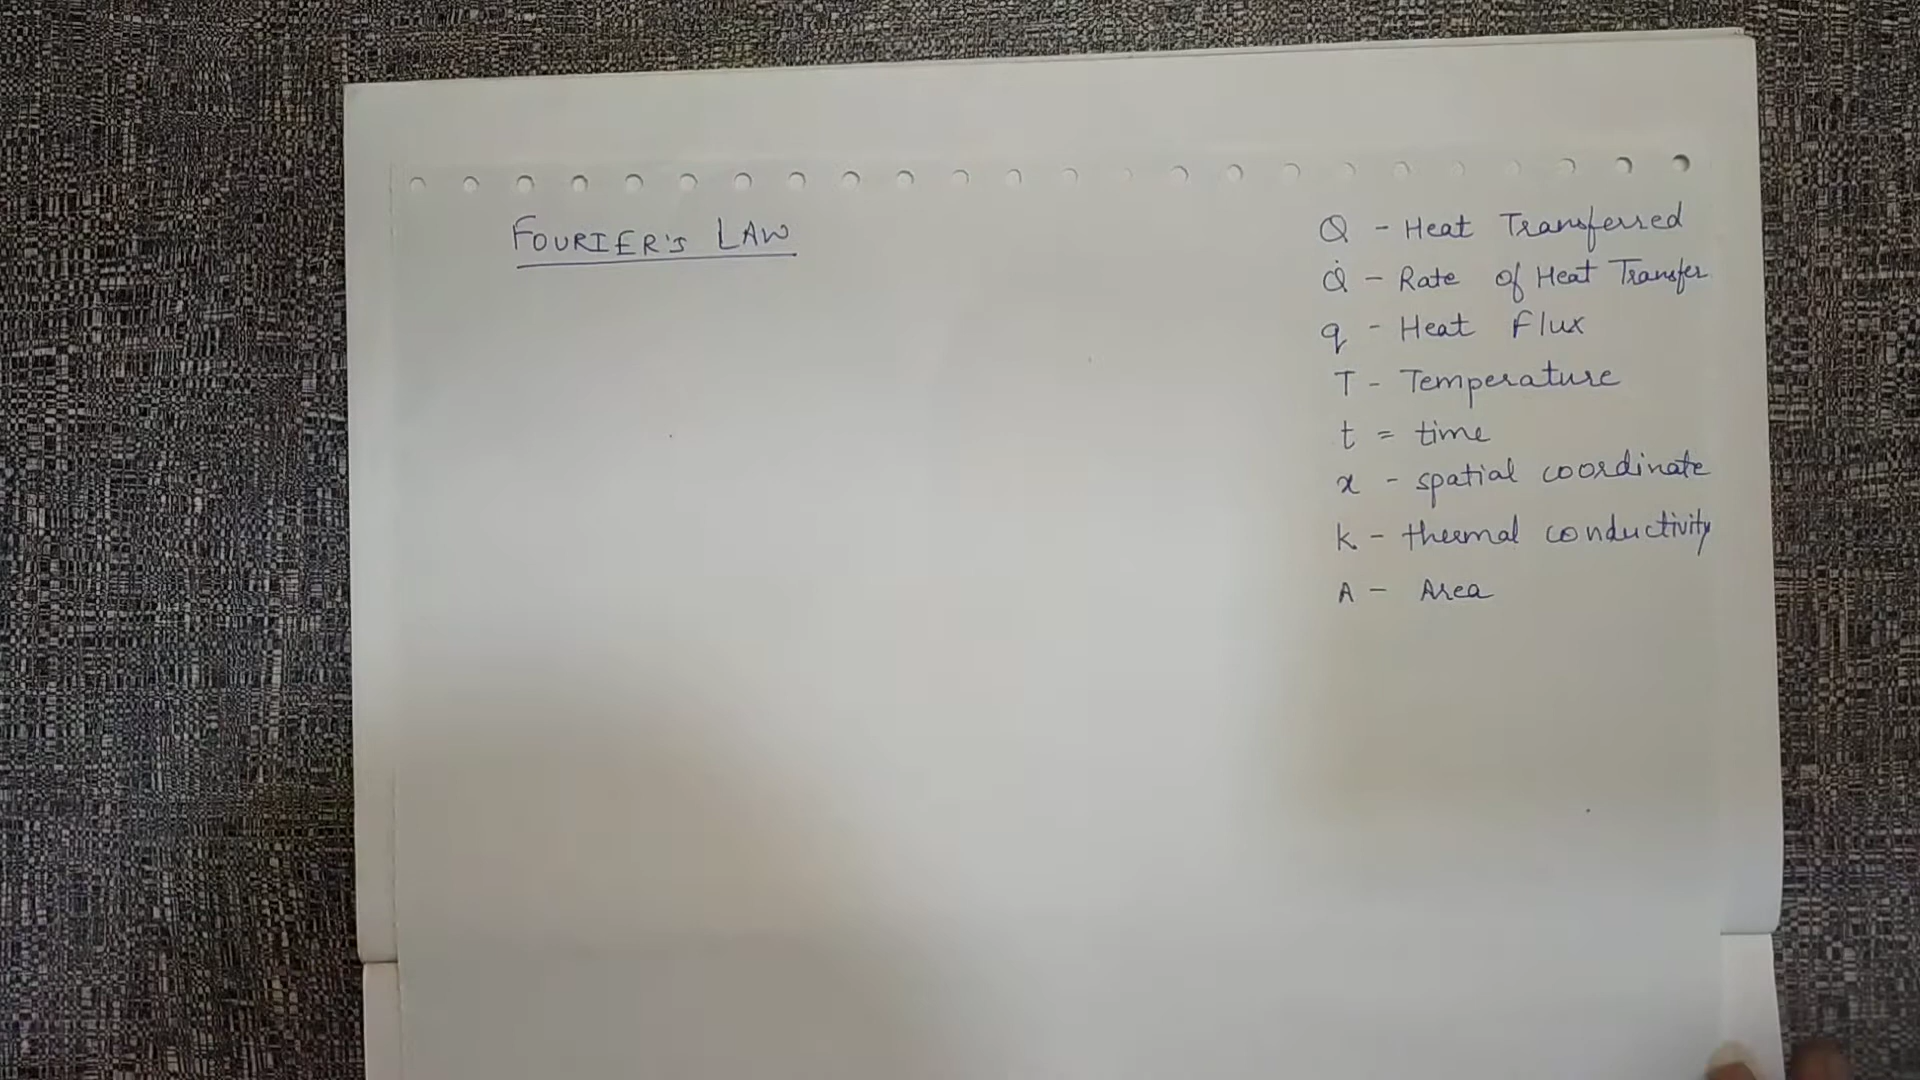 FOURIER'S LAW
Q - Heat Transferred
Q̇ - Rate of Heat Transfer
q - Heat Flux
T - Temperature
t = time
x - spatial coordinate
k - thermal conductivity
A - Area